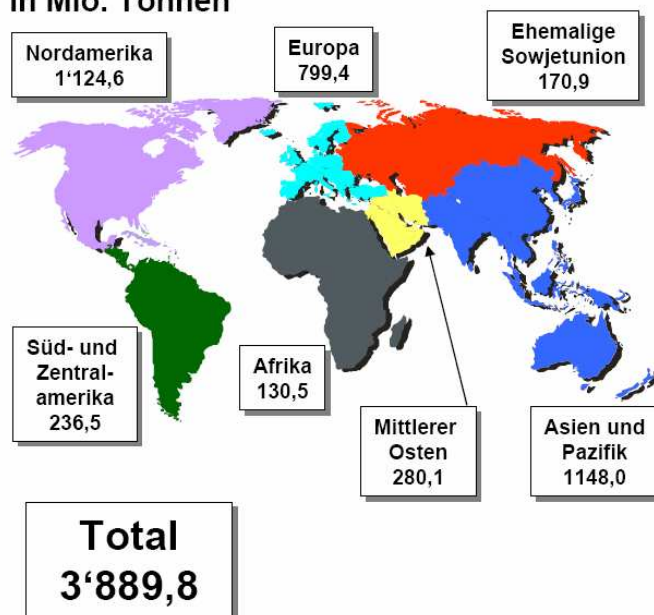 in Mio. Tonnen
Nordamerika
1‘124,6
Europa
799,4
Ehemalige
Sowjetunion
170,9
Süd- und
Zentral-
amerika
236,5
Afrika
130,5
Mittlerer
Osten
280,1
Asien und
Pazifik
1148,0
Total
3‘889,8